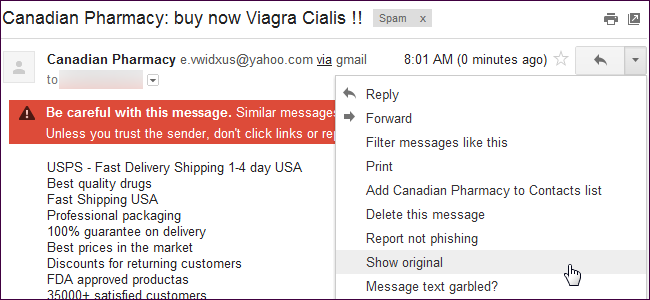 Canadian Pharmacy: buy now Viagra Cialis !! Spam x
Canadian Pharmacy e.vwidxus@yahoo.com via gmail 8:01 AM (0 minutes ago)
to
Be careful with this message. Similar messages
Unless you trust the sender, don't click links or rep
USPS - Fast Delivery Shipping 1-4 day USA
Best quality drugs
Fast Shipping USA
Professional packaging
100% guarantee on delivery
Best prices in the market
Discounts for returning customers
FDA approved productas
35000+ satisfied customers
Reply
Forward
Filter messages like this
Print
Add Canadian Pharmacy to Contacts list
Delete this message
Report not phishing
Show original
Message text garbled?